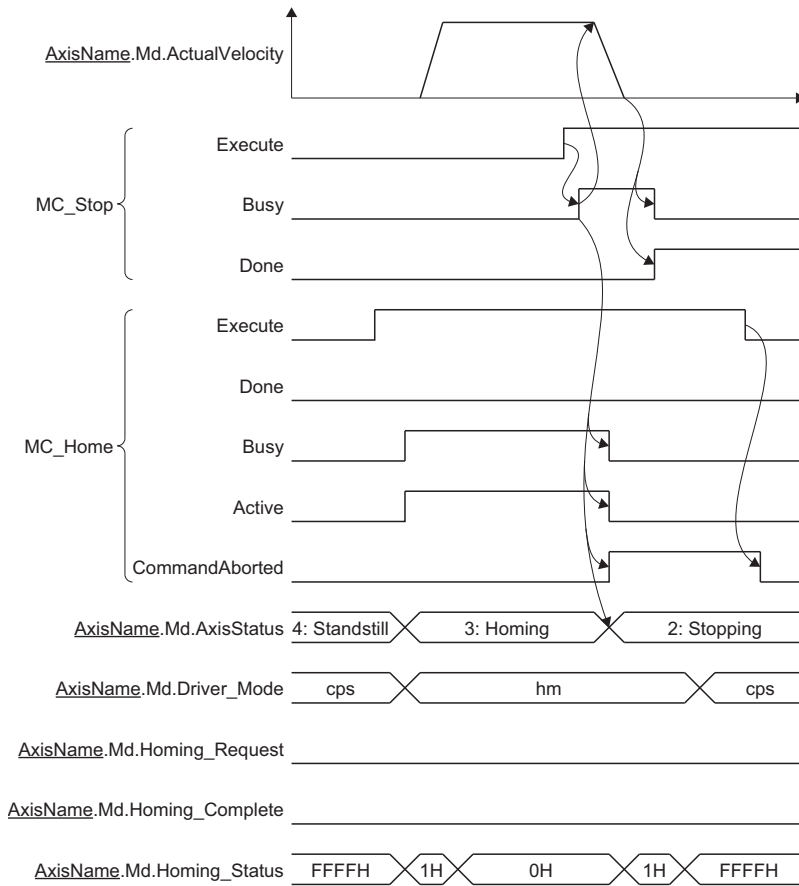 AxisName.Md.ActualVelocity
Execute
MC_Stop
Busy
Done
Execute
Done
MC_Home
Busy
Active
CommandAborted
AxisName.Md.AxisStatus 4: Standstill 3: Homing 2: Stopping
AxisName.Md.Driver_Mode cps hm cps
AxisName.Md.Homing_Request
AxisName.Md.Homing_Complete
AxisName.Md.Homing_Status FFFFH 1H 0H 1H FFFFH